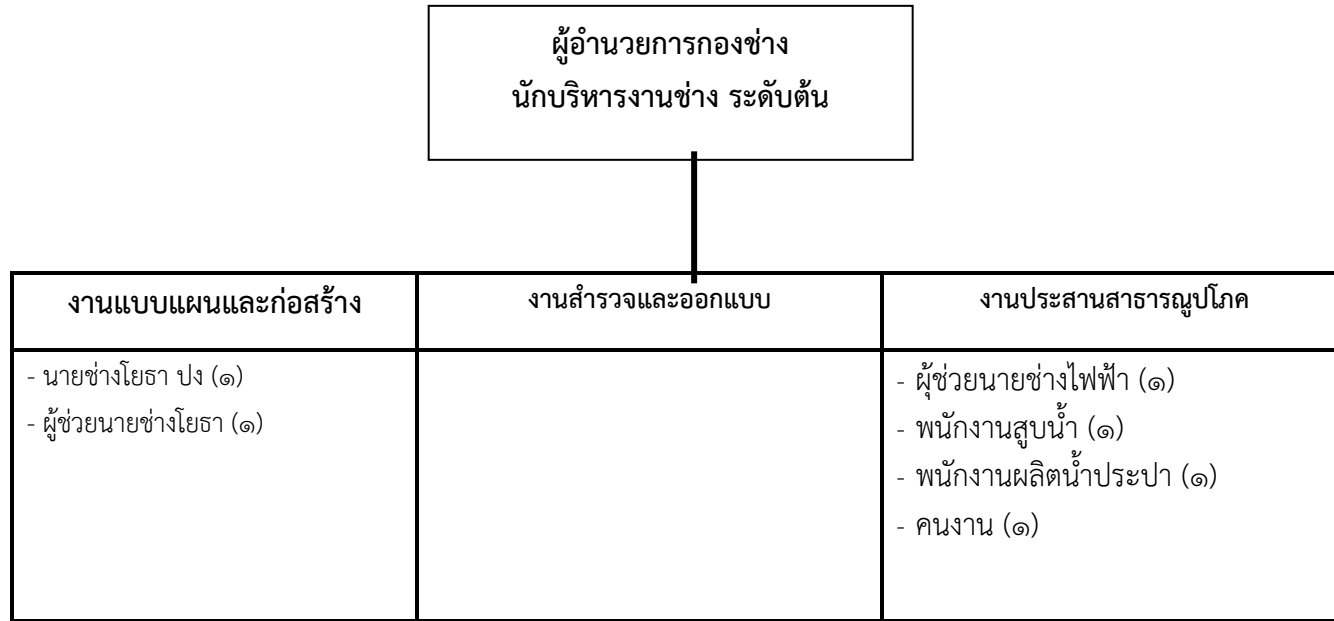 ผู้อำนวยการกองช่าง
นักบริหารงานช่าง ระดับต้น
งานแบบแผนและก่อสร้าง
งานสำรวจและออกแบบ
งานประสานสาธารณูปโภค
- นายช่างโยธา ปง (๑)
- ผู้ช่วยนายช่างโยธา (๑)
- ผุ้ช่วยนายช่างไฟฟ้า (๑)
- พนักงานสูบน้ำ (๑)
- พนักงานผลิตน้ำประปา (๑)
- คนงาน (๑)